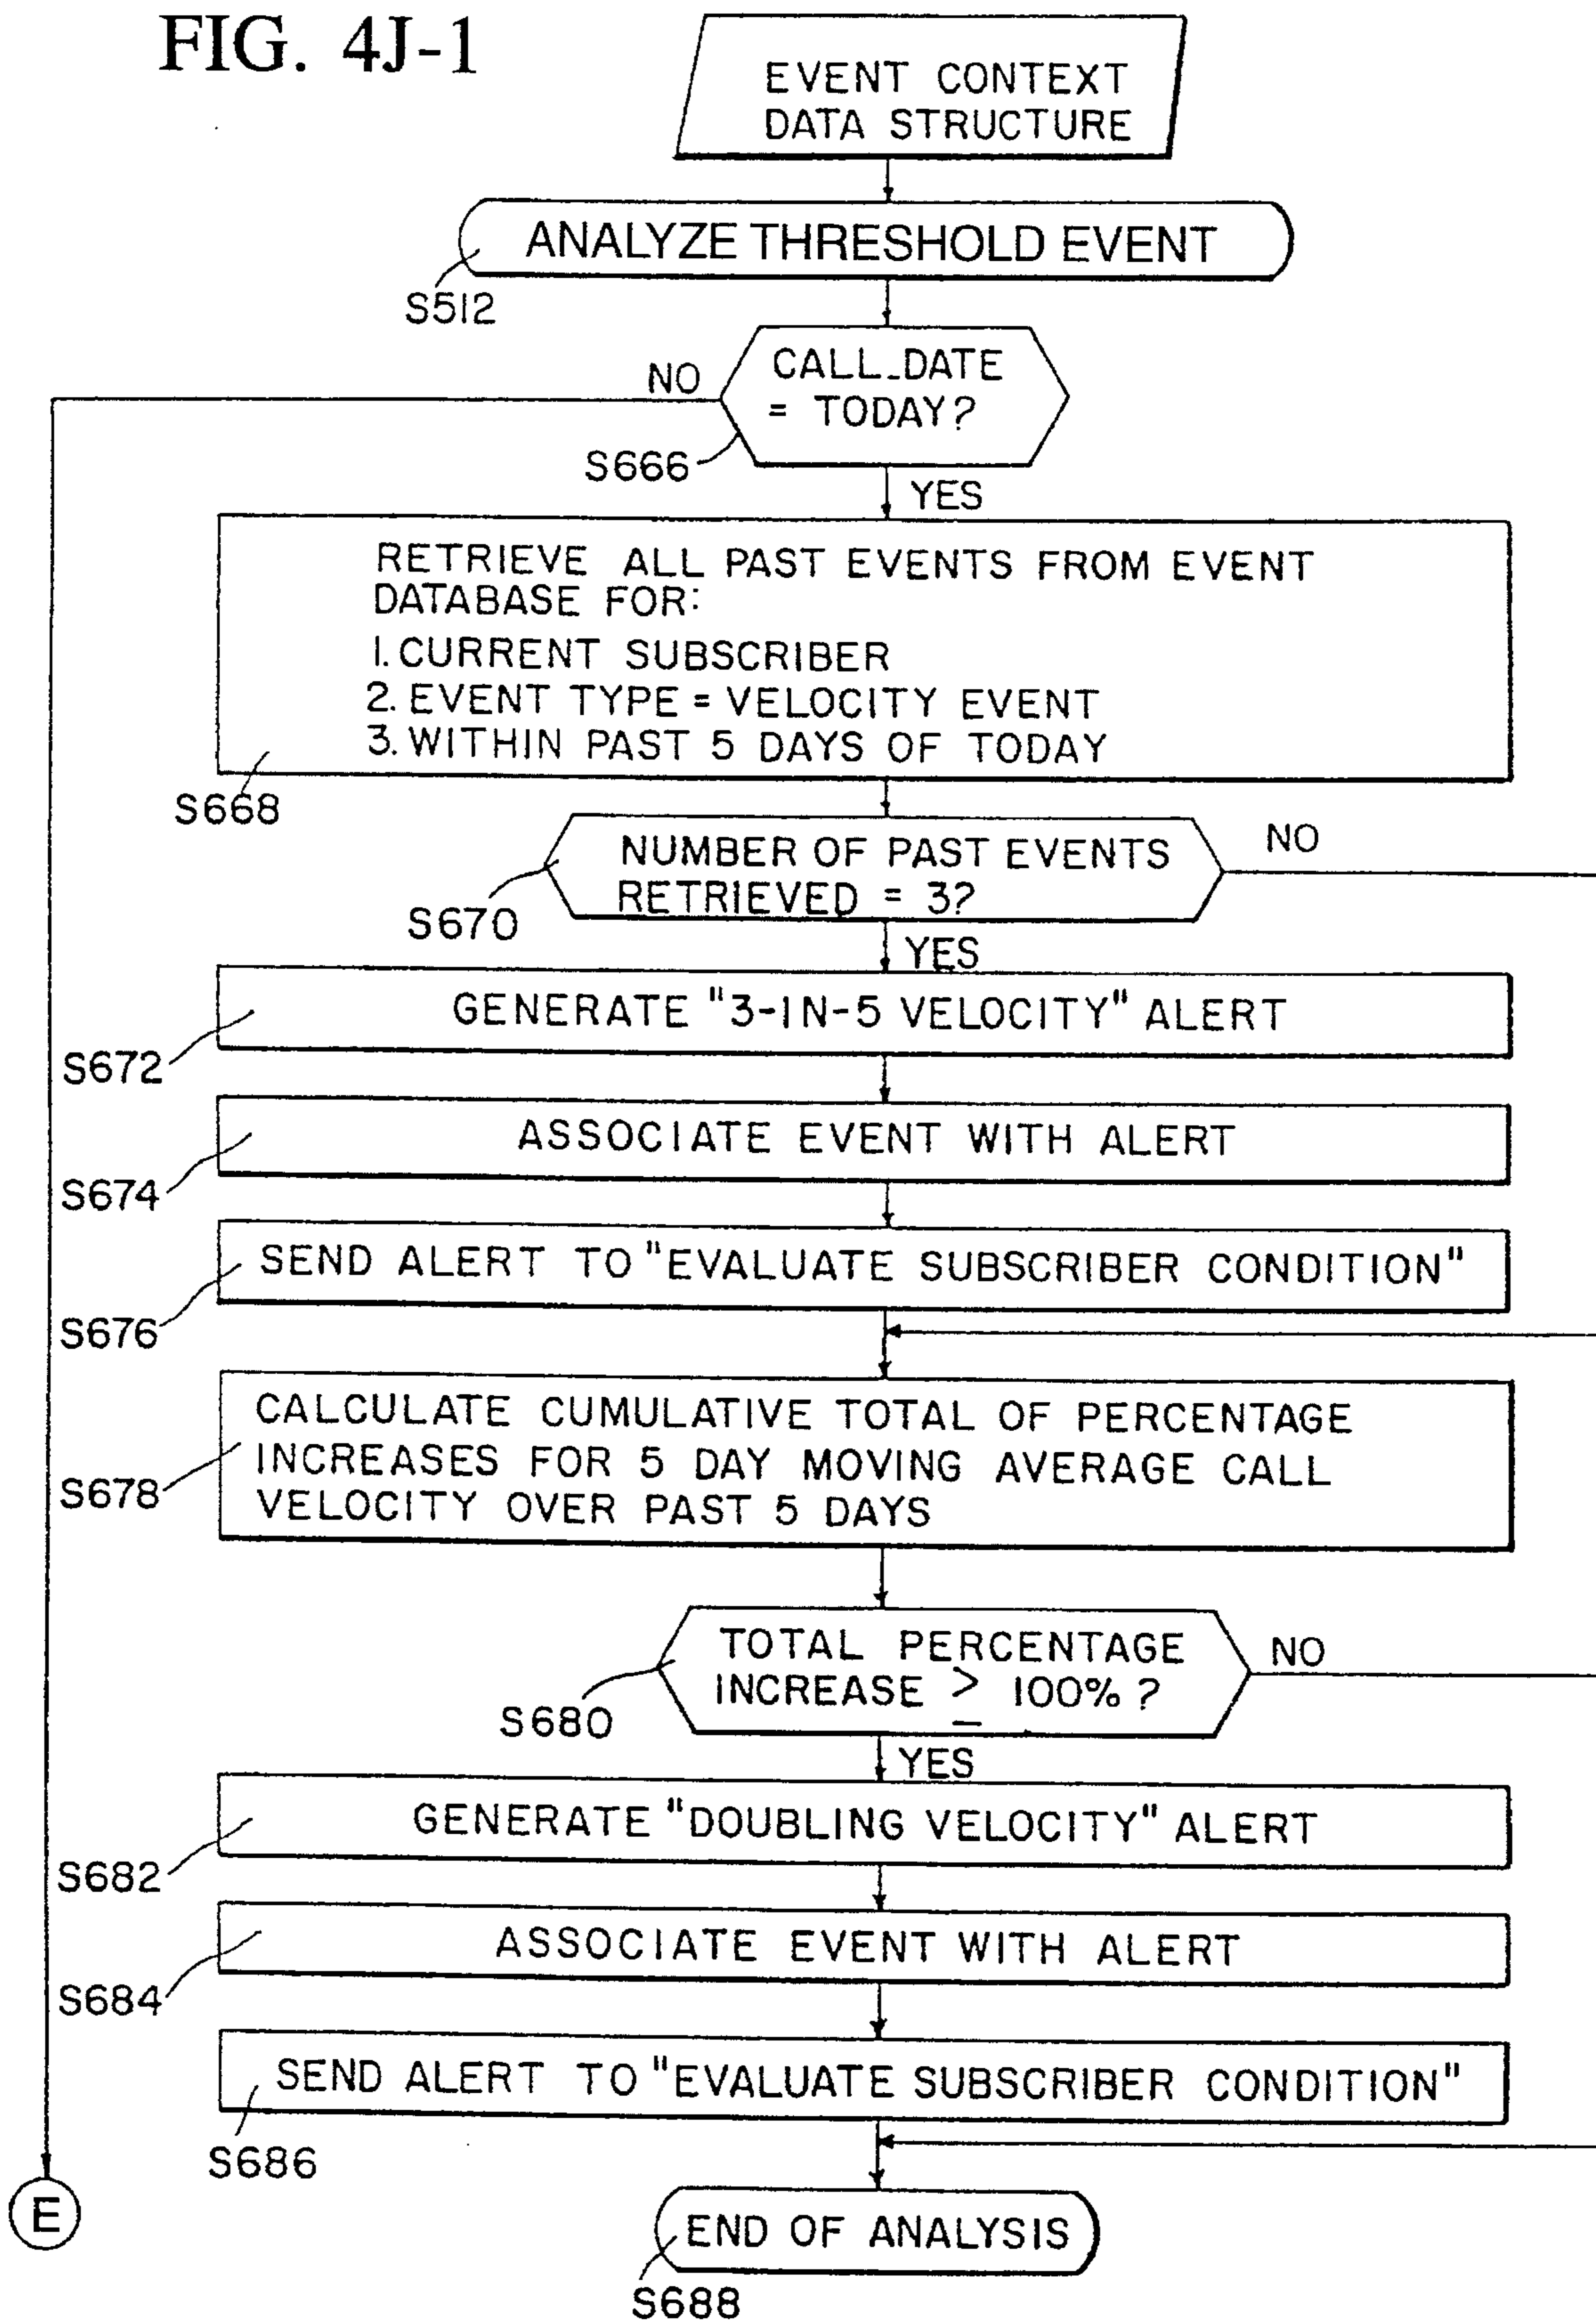 FIG. 4J-1
EVENT CONTEXT
DATA STRUCTURE
ANALYZE THRESHOLD EVENT
S512
CALL_DATE
= TODAY?
NO
S666
YES
RETRIEVE ALL PAST EVENTS FROM EVENT
DATABASE FOR:
1. CURRENT SUBSCRIBER
2. EVENT TYPE = VELOCITY EVENT
3. WITHIN PAST 5 DAYS OF TODAY
S668
NUMBER OF PAST EVENTS
RETRIEVED = 3?
NO
S670
YES
GENERATE "3-IN-5 VELOCITY" ALERT
S672
ASSOCIATE EVENT WITH ALERT
S674
SEND ALERT TO "EVALUATE SUBSCRIBER CONDITION"
S676
CALCULATE CUMULATIVE TOTAL OF PERCENTAGE
INCREASES FOR 5 DAY MOVING AVERAGE CALL
VELOCITY OVER PAST 5 DAYS
S678
TOTAL PERCENTAGE
INCREASE ≥ 100% ?
NO
S680
YES
GENERATE "DOUBLING VELOCITY" ALERT
S682
ASSOCIATE EVENT WITH ALERT
S684
SEND ALERT TO "EVALUATE SUBSCRIBER CONDITION"
S686
E
END OF ANALYSIS
S688